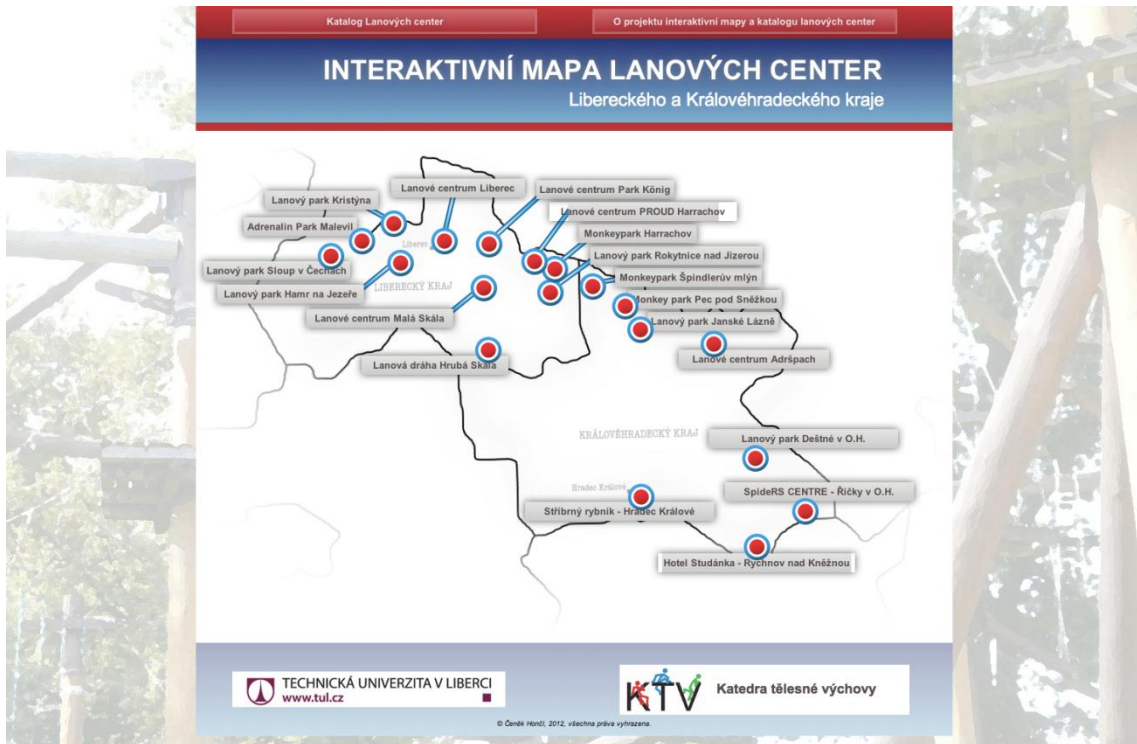 Katalog Lanových center
O projektu interaktivní mapy a katalogu lanových center
INTERAKTIVNÍ MAPA LANOVÝCH CENTER
Libereckého a Královéhradeckého kraje
Lanové centrum Liberec
Lanové centrum Park König
Lanový park Kristýna
Lanové centrum PROUD Harrachov
Adrenalin Park Malevil
Monkeypark Harrachov
Liberec
Lanový park Rokytnice nad Jizerou
Lanový park Sloup v Čechách
Monkeypark Špindlerův mlýn
LIBERECKÝ KRAJ
Lanový park Hamr na Jezeře
Monkey park Pec pod Sněžkou
Lanové centrum Malá Skála
Lanový park Janské Lázně
Lanové centrum Adršpach
Lanová dráha Hrubá Skála
KRÁLOVÉHRADECKÝ KRAJ
Lanový park Deštné v O.H.
Hradec Králové
SpideRS CENTRE - Říčky v O.H.
Stříbrný rybník - Hradec Králové
Hotel Studánka - Rychnov nad Kněžnou
TECHNICKÁ UNIVERZITA V LIBERCI
www.tul.cz
KTV
Katedra tělesné výchovy
© Čeněk Hončl, 2012, všechna práva vyhrazena.